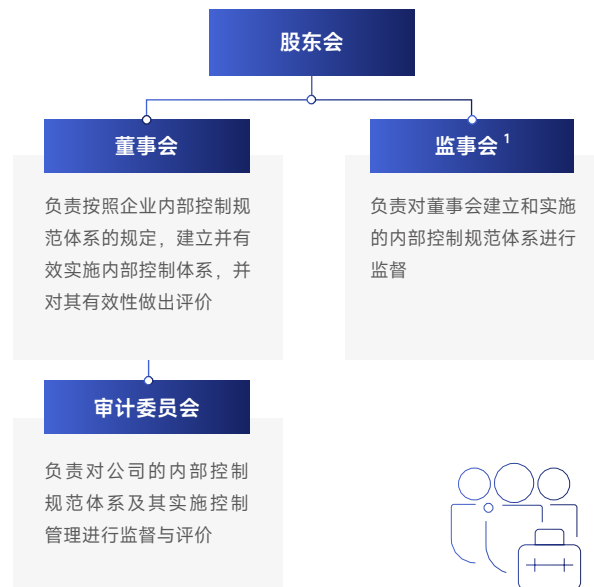 股东会
董事会
负责按照企业内部控制规
范体系的规定，建立并有
效实施内部控制体系，并
对其有效性做出评价
监事会 1
负责对董事会建立和实施
的内部控制规范体系进行
监督
审计委员会
负责对公司的内部控制
规范体系及其实施控制
管理进行监督与评价